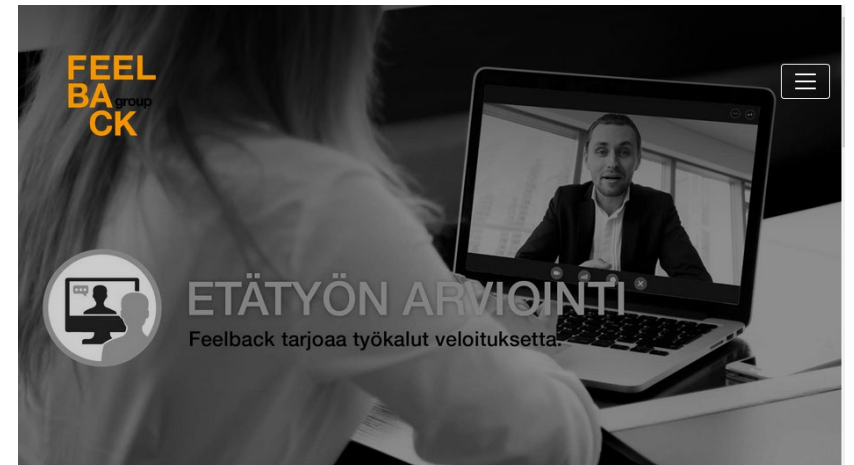 FEEL
BA group
CK
ETÄTYÖN ARVIOINTI
Feelback tarjoaa työkalut veloituksetta.